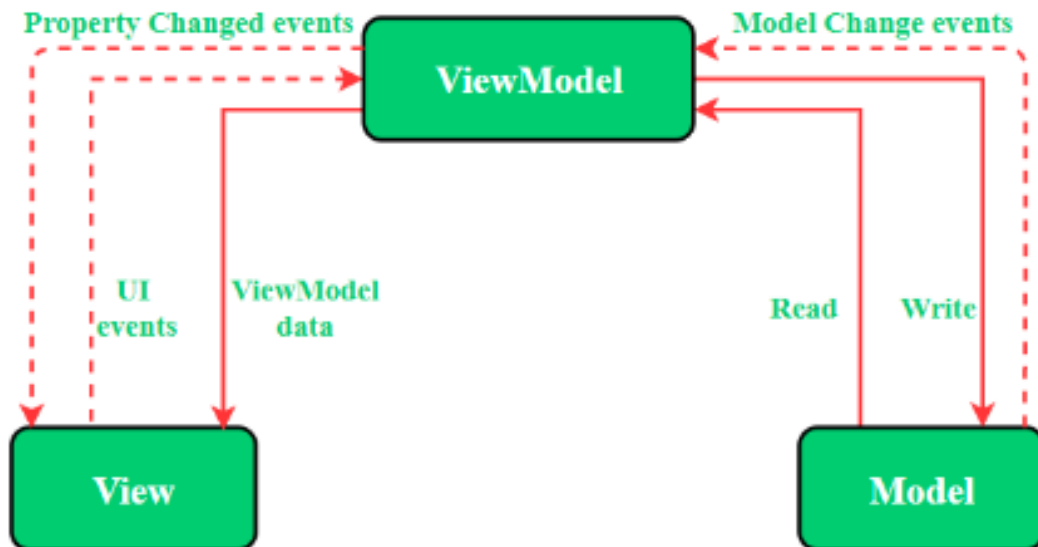 Property Changed events
Model Change events
ViewModel
UI
events
ViewModel
data
Read
Write
View
Model